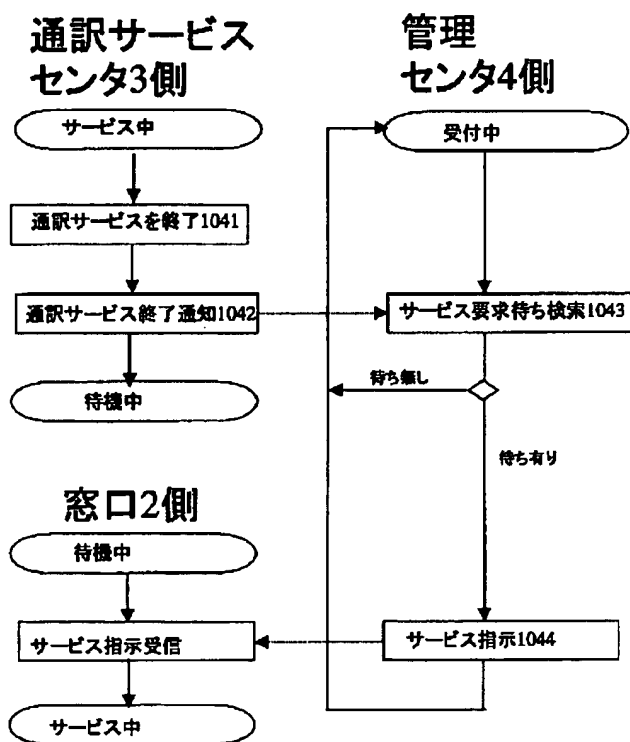 通訳サービス
センタ3側
サービス中
通訳サービスを終了1041
通訳サービス終了通知1042
待機中
管理
センタ4側
受付中
サービス要求待ち検索1043
待ち無し
待ち有り
サービス指示1044
窓口2側
待機中
サービス指示受信
サービス中